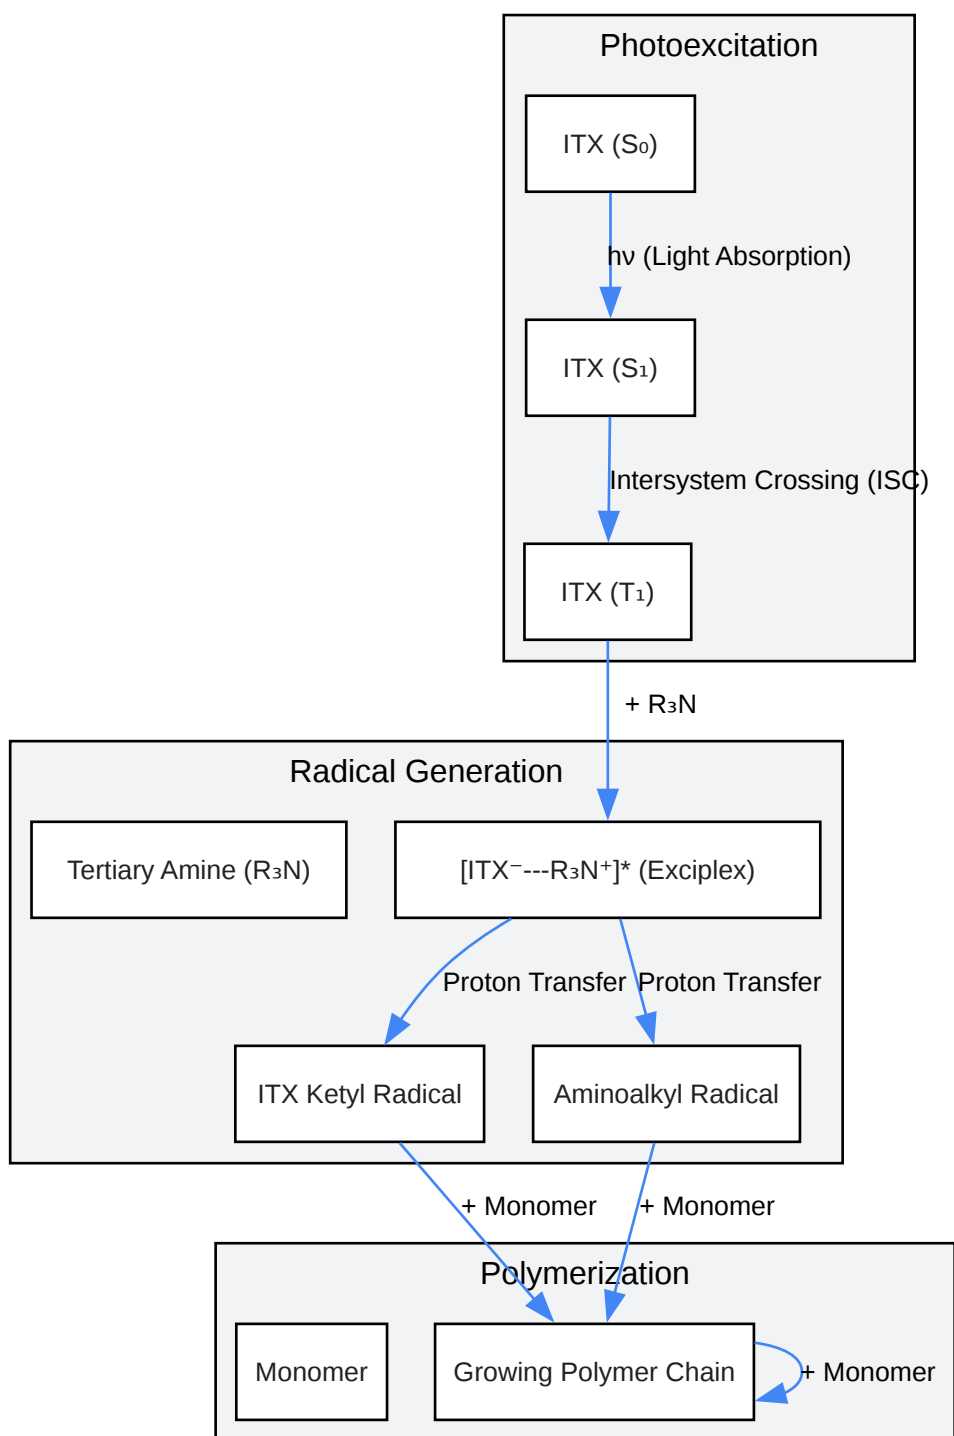 Photoexcitation
ITX (S₀)
hν (Light Absorption)
ITX (S₁)
Intersystem Crossing (ISC)
ITX (T₁)
+ R₃N
Radical Generation
Tertiary Amine (R₃N)
[ITX⁻---R₃N⁺]* (Exciplex)
Proton Transfer
Proton Transfer
ITX Ketyl Radical
Aminoalkyl Radical
+ Monomer
+ Monomer
Polymerization
Monomer
Growing Polymer Chain
+ Monomer